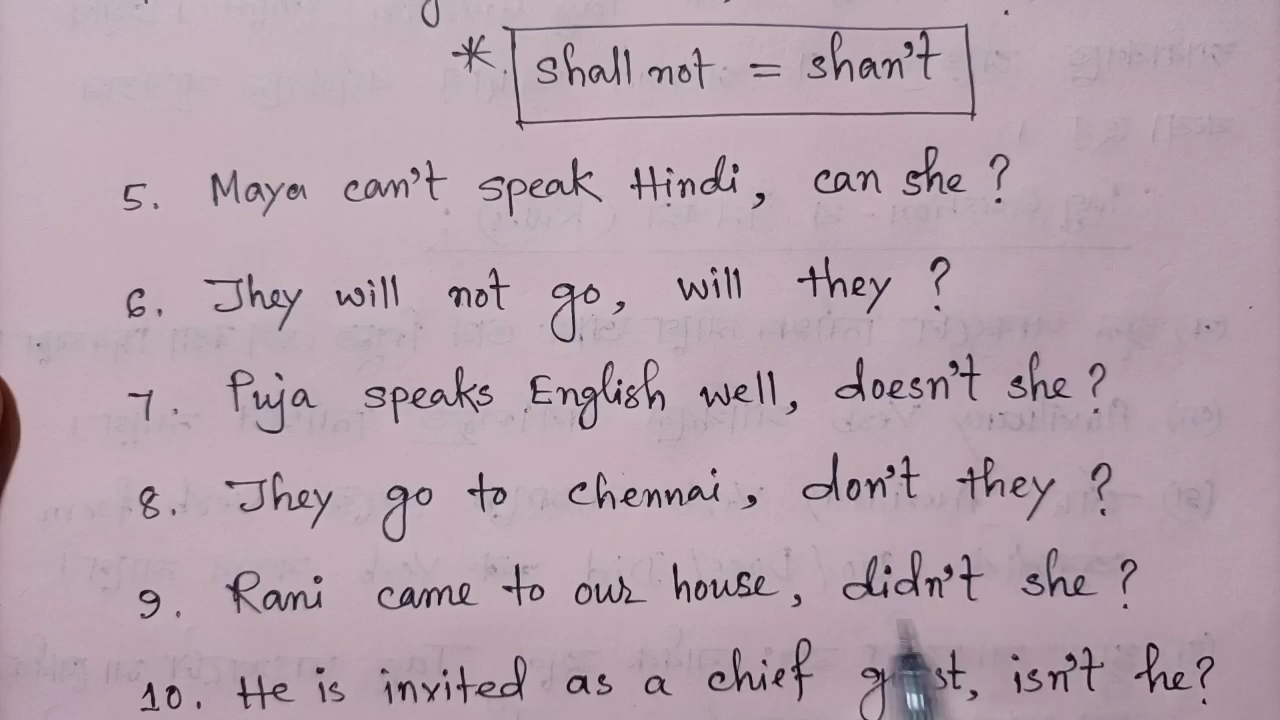 * shall not = shan't
5. Maya can't speak Hindi, can she?
6. They will not go, will they?
7. Puja speaks English well, doesn't she?
8. They go to chennai, don't they?
9. Rani came to our house, didn't she?
10. He is invited as a chief isn't he?